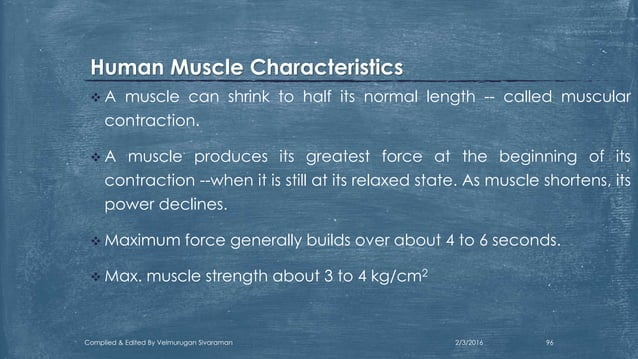 Human Muscle Characteristics
❖ A muscle can shrink to half its normal length -- called muscular
contraction.
❖ A muscle produces its greatest force at the beginning of its
contraction --when it is still at its relaxed state. As muscle shortens, its
power declines.
❖ Maximum force generally builds over about 4 to 6 seconds.
❖ Max. muscle strength about 3 to 4 kg/cm²
Complied & Edited By Velmurugan Sivaraman 2/3/2016 96